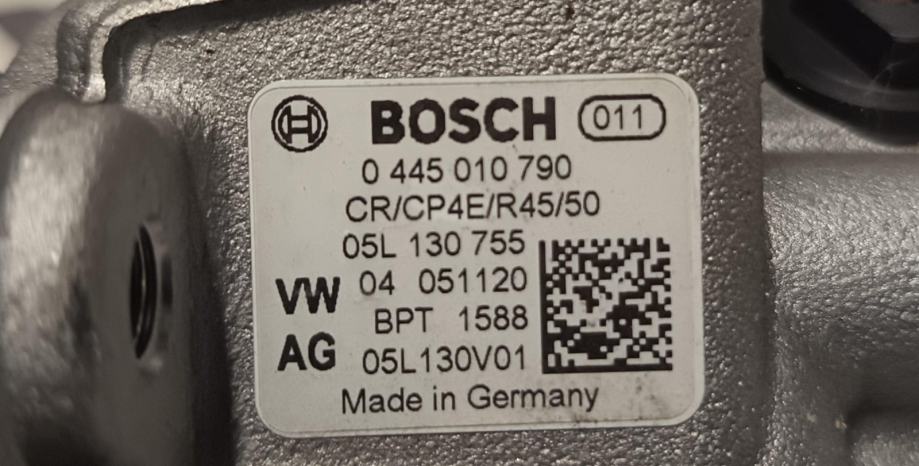 BOSCH 011
0 445 010 790
CR/CP4E/R45/50
05L 130 755
VW 04 051120
BPT 1588
AG 05L130V01
Made in Germany